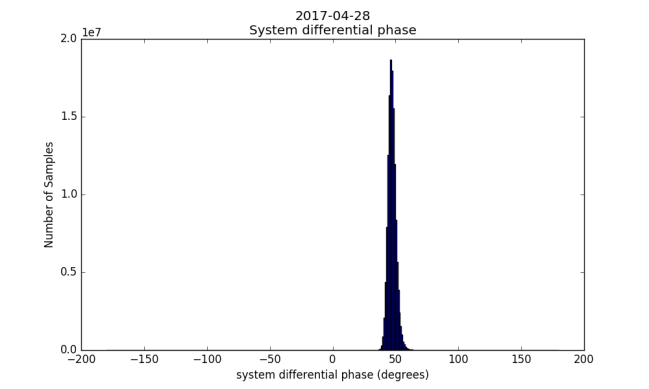 2017-04-28
System differential phase
1e7
2.0
1.5
1.0
0.5
0.0
Number of Samples
−200 −150 −100 −50 0 50 100 150 200
system differential phase (degrees)